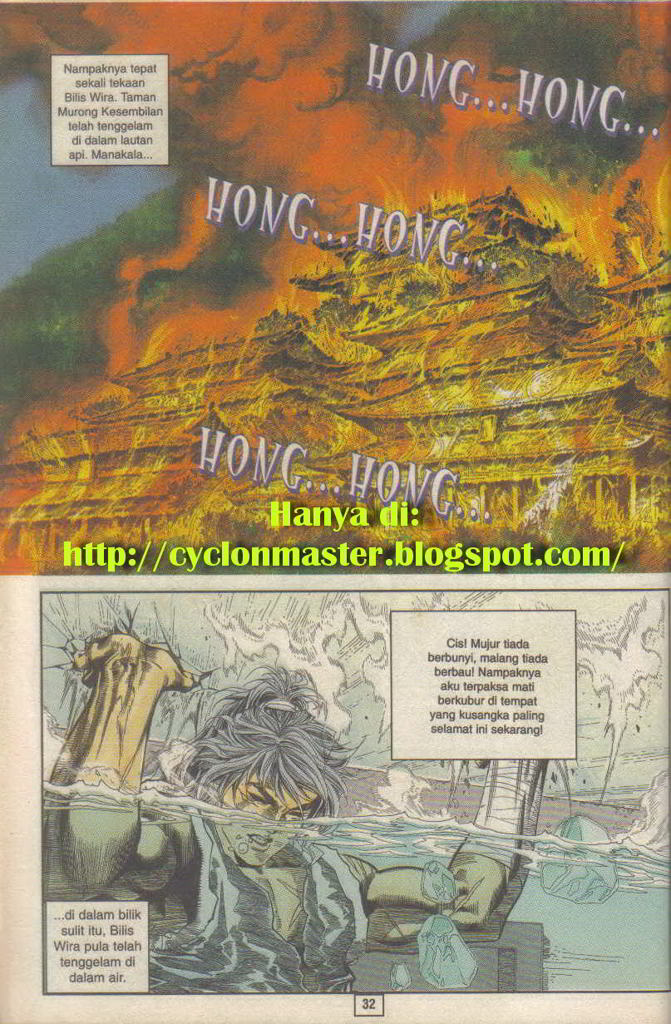 Nampaknya tepat
sekali tekaan
Bilis Wira. Taman
Murong Kesembilan
telah tenggelam
di dalam lautan
api. Manakala...
HONG...HONG...
HONG...HONG...
HONG...HONG...
Hanya di:
http://cyclonmaster.blogspot.com/
Cis! Mujur tiada
berbunyi, malang tiada
berbau! Nampaknya
aku terpaksa mati
berkubur di tempat
yang kusangka paling
selamat ini sekarang!
...di dalam bilik
sulit itu, Bilis
Wira pula telah
tenggelam di
dalam air.
32